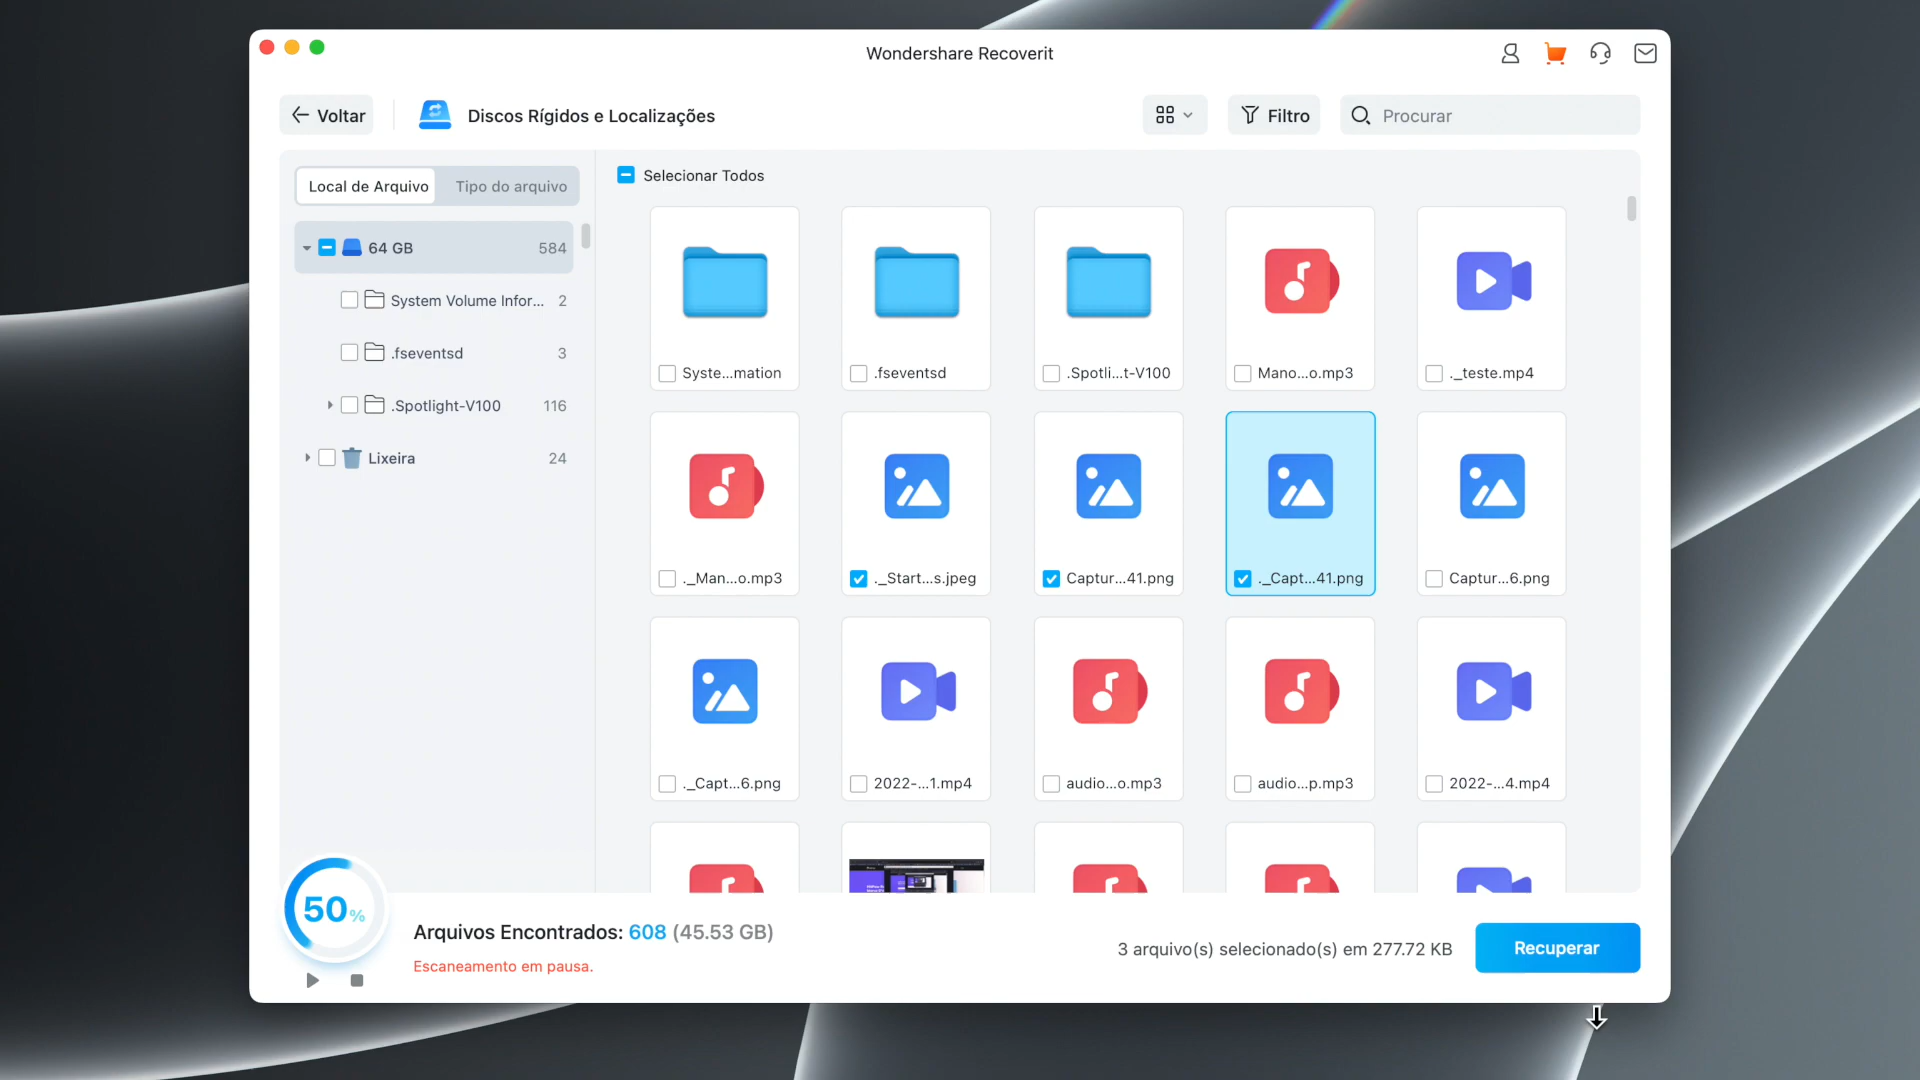 Wondershare Recoverit
Voltar
Discos Rígidos e Localizações
Filtro
Procurar
Local de Arquivo
Tipo do arquivo
Selecionar Todos
64 GB 584
System Volume Infor... 2
.fseventsd 3
.Spotlight-V100 116
Lixeira 24
Syste...mation
.fseventsd
.Spotli...t-V100
Mano...o.mp3
._teste.mp4
._Man...o.mp3
._Start...s.jpeg
Captur...41.png
._Capt...41.png
Captur...6.png
._Capt...6.png
2022-...1.mp4
audio...o.mp3
audio...p.mp3
2022-...4.mp4
50%
Arquivos Encontrados: 608 (45.53 GB)
Escaneamento em pausa.
3 arquivo(s) selecionado(s) em 277.72 KB
Recuperar